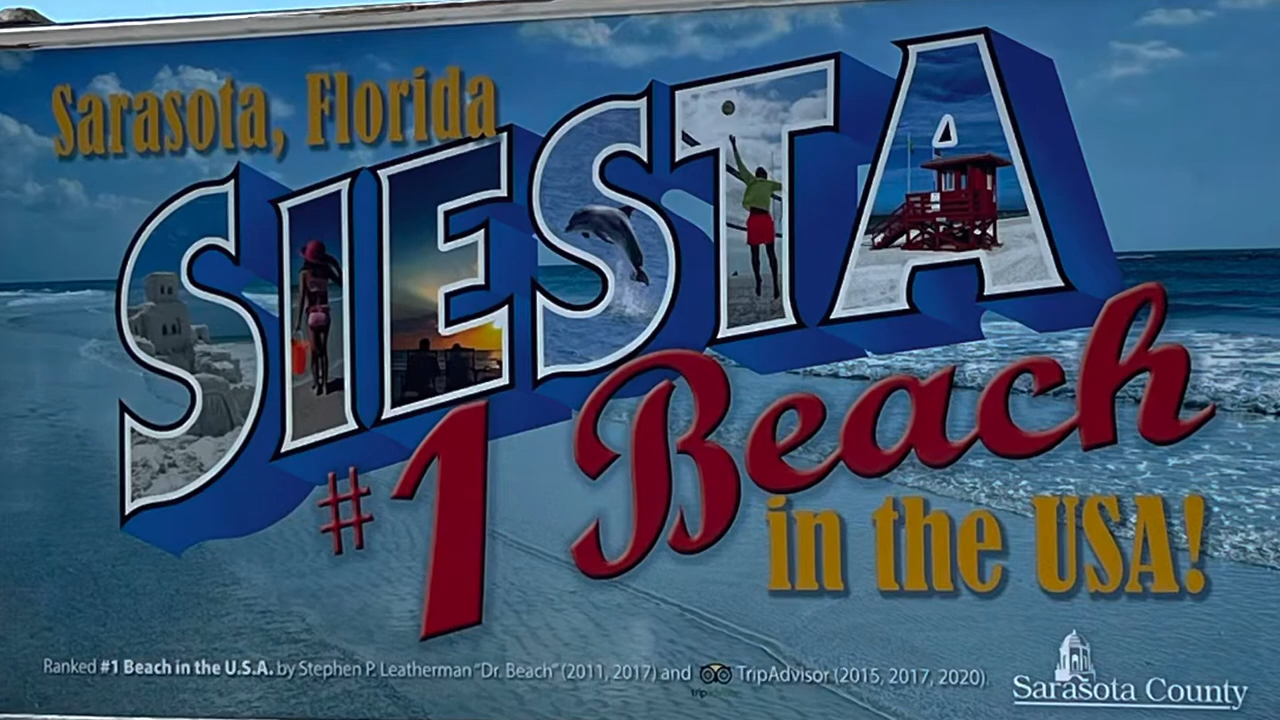 Sarasota, Florida
SIESTA
#1 Beach
in the USA!
Ranked #1 Beach in the U.S.A. by Stephen P. Leatherman "Dr. Beach" (2011, 2017) and TripAdvisor (2015, 2017, 2020).
Sarasota County